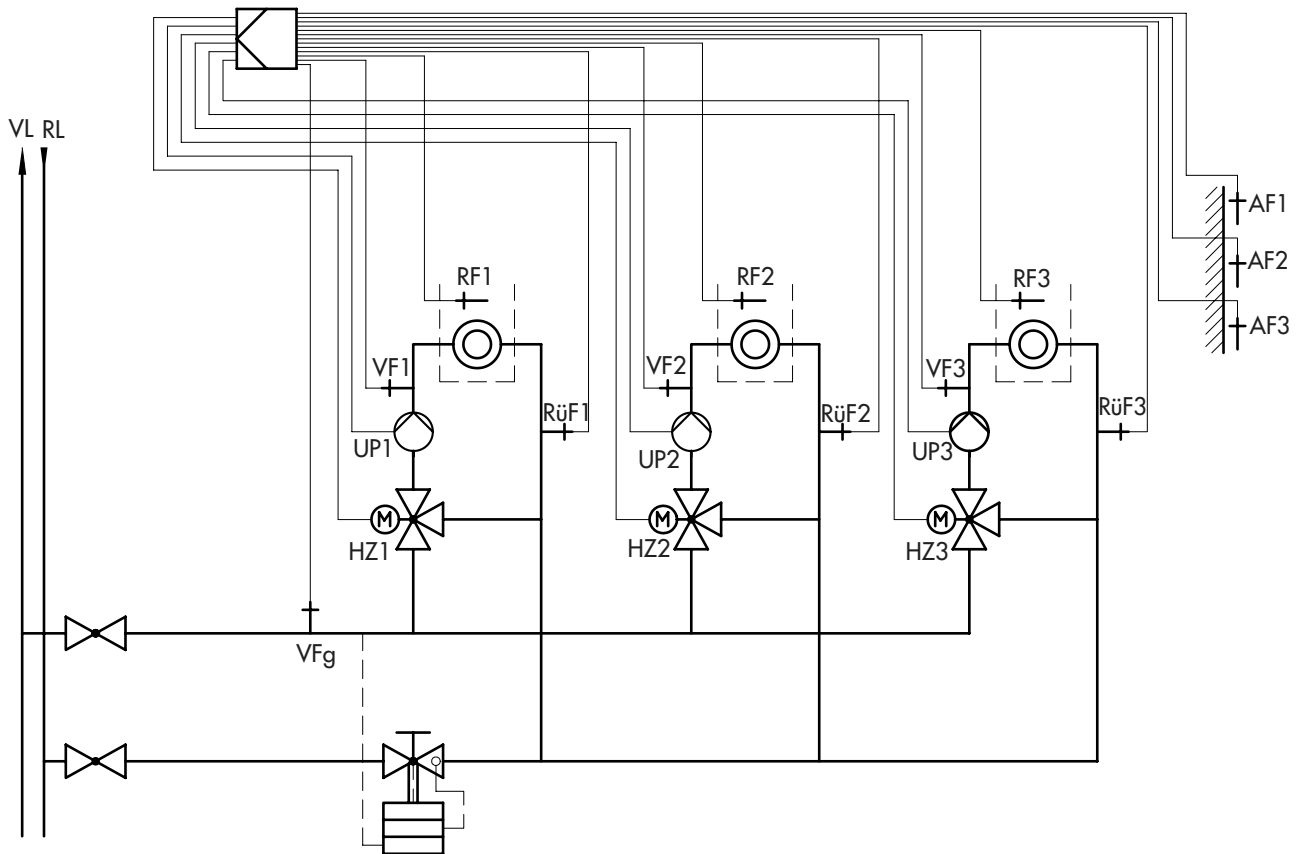 VL RL
AF1
AF2
AF3
RF1 RF2 RF3
VF1 VF2 VF3
RüF1 RüF2 RüF3
UP1 UP2 UP3
M M M
HZ1 HZ2 HZ3
VFg